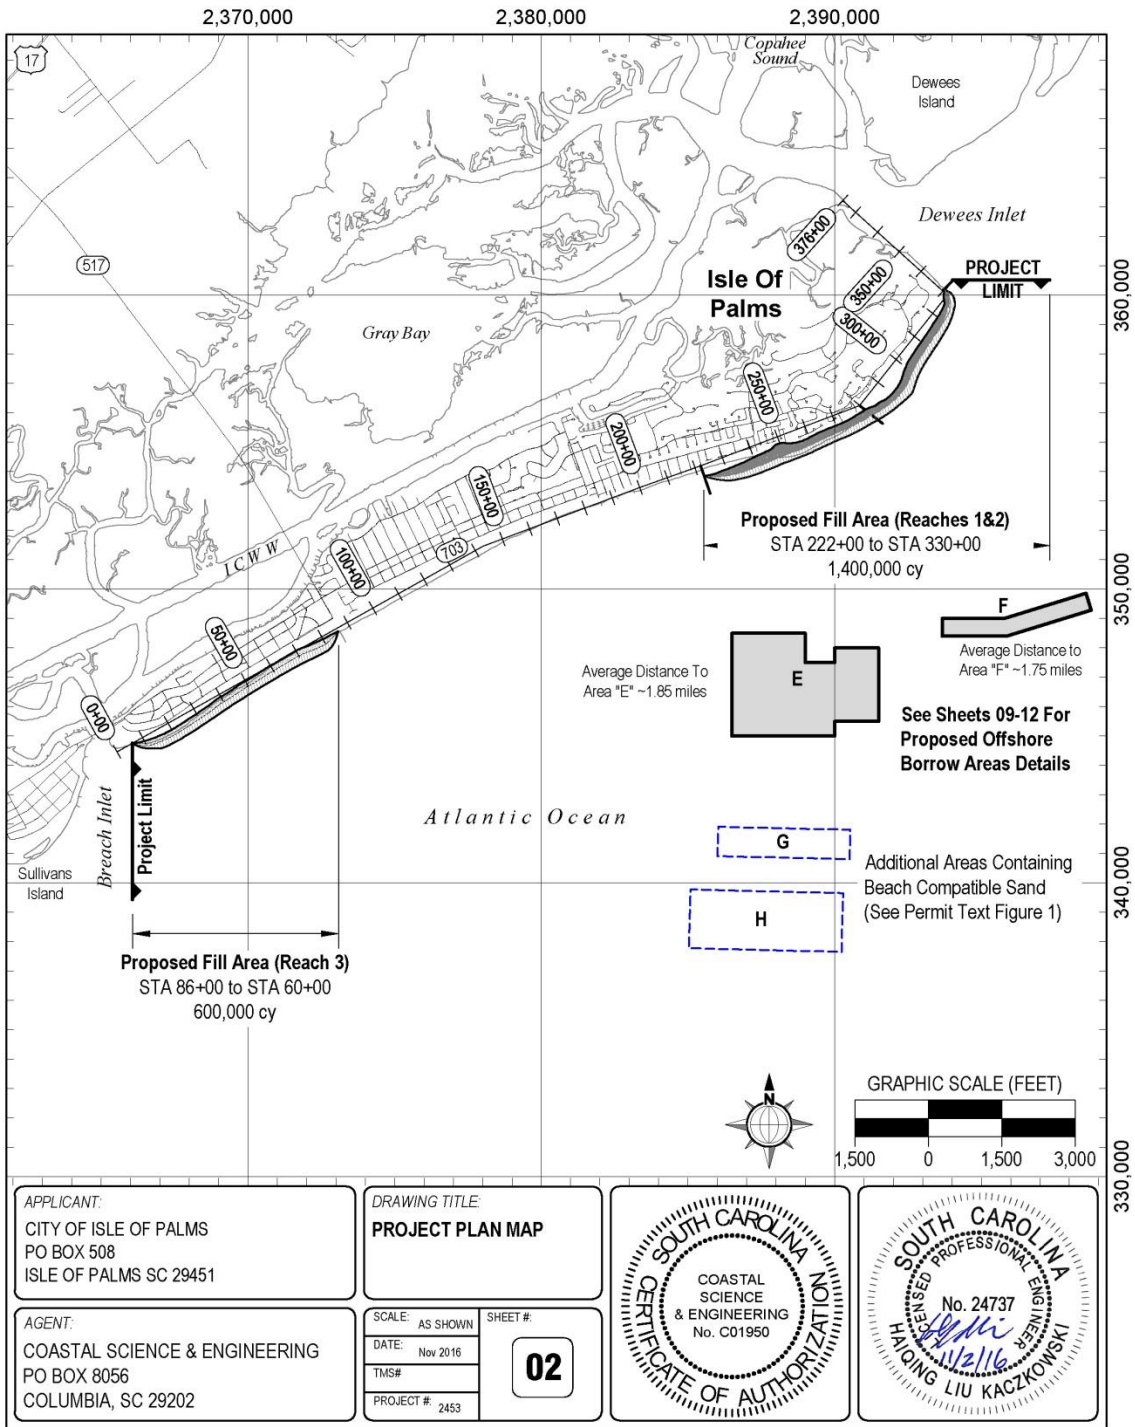 2,370,000
2,380,000
2,390,000
17
Copahee
Sound
Dewees
Island
Dewees Inlet
376+00
517
Isle Of
Palms
350+00
PROJECT
LIMIT
360,000
300+00
Gray Bay
250+00
200+00
150+00
Proposed Fill Area (Reaches 1&2)
STA 222+00 to STA 330+00
1,400,000 cy
703
ICWW
100+00
350,000
F
50+00
Average Distance to
Area "F" ~1.75 miles
Average Distance To
Area "E" ~1.85 miles
E
0+00
See Sheets 09-12 For
Proposed Offshore
Borrow Areas Details
Breach Inlet
Project Limit
Atlantic Ocean
G
Sullivans
Island
Additional Areas Containing
Beach Compatible Sand
(See Permit Text Figure 1)
340,000
H
Proposed Fill Area (Reach 3)
STA 86+00 to STA 60+00
600,000 cy
N
GRAPHIC SCALE (FEET)
1,500 0 1,500 3,000
330,000
APPLICANT:
CITY OF ISLE OF PALMS
PO BOX 508
ISLE OF PALMS SC 29451
DRAWING TITLE:
PROJECT PLAN MAP
AGENT:
COASTAL SCIENCE & ENGINEERING
PO BOX 8056
COLUMBIA, SC 29202
SCALE: AS SHOWN
DATE: Nov 2016
TMS#
PROJECT #: 2453
SHEET #:
02
SOUTH CAROLINA
CERTIFICATE OF AUTHORIZATION
COASTAL
SCIENCE
& ENGINEERING
No. C01950
SOUTH CAROLINA
LICENSED PROFESSIONAL ENGINEER
No. 24737
11/2/16
HAIQING LIU KACZKOWSKI